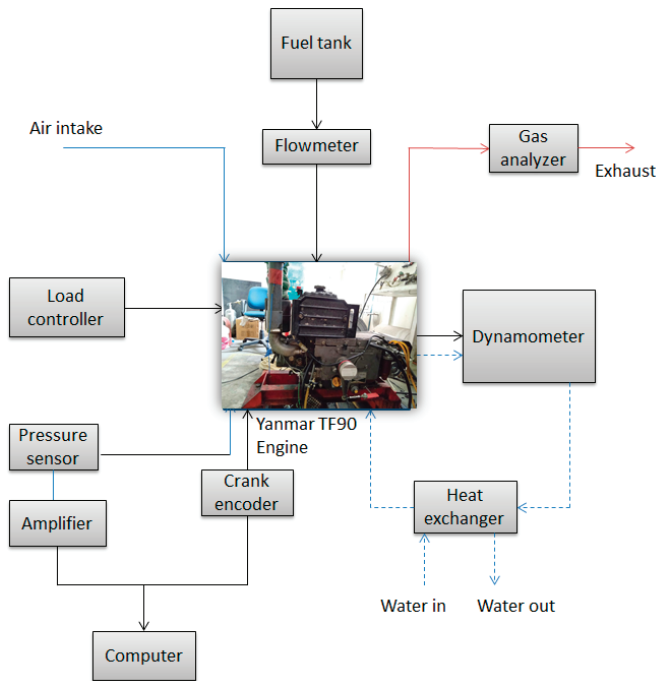 Fuel tank
Air intake
Flowmeter
Gas
analyzer
Exhaust
Load
controller
Dynamometer
Yanmar TF90
Engine
Pressure
sensor
Crank
encoder
Heat
exchanger
Amplifier
Water in
Water out
Computer